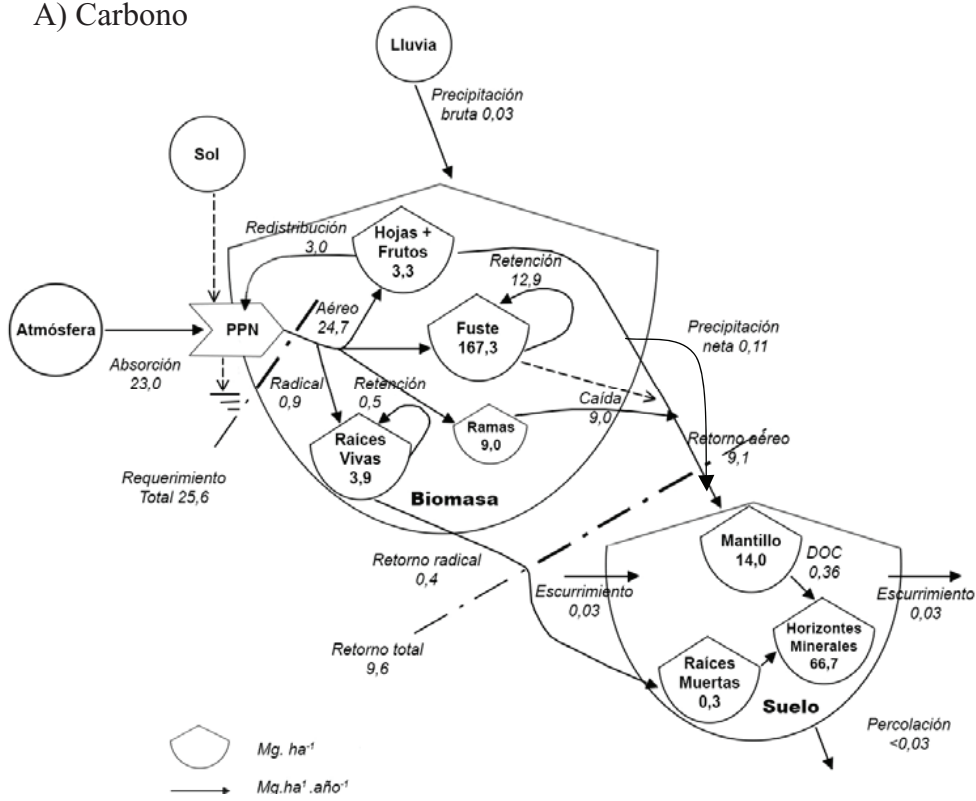 A) Carbono
Lluvia
Precipitación
bruta 0,03
Sol
Redistribución
3,0
Hojas +
Frutos
3,3
Retención
12,9
Atmósfera
PPN
Aéreo
24,7
Fuste
167,3
Precipitación
neta 0,11
Absorción
23,0
Radical
0,9
Retención
0,5
Caída
9,0
Raíces
Vivas
3,9
Ramas
9,0
Retorno aéreo
9,1
Requerimiento
Total 25,6
Biomasa
Mantillo
14,0
DOC
0,36
Retorno radical
0,4
Escurrimiento
0,03
Escurrimiento
0,03
Horizontes
Minerales
66,7
Retorno total
9,6
Raíces
Muertas
0,3
Suelo
Percolación
<0,03
Mg. ha⁻¹
Mg.ha¹.año⁻¹